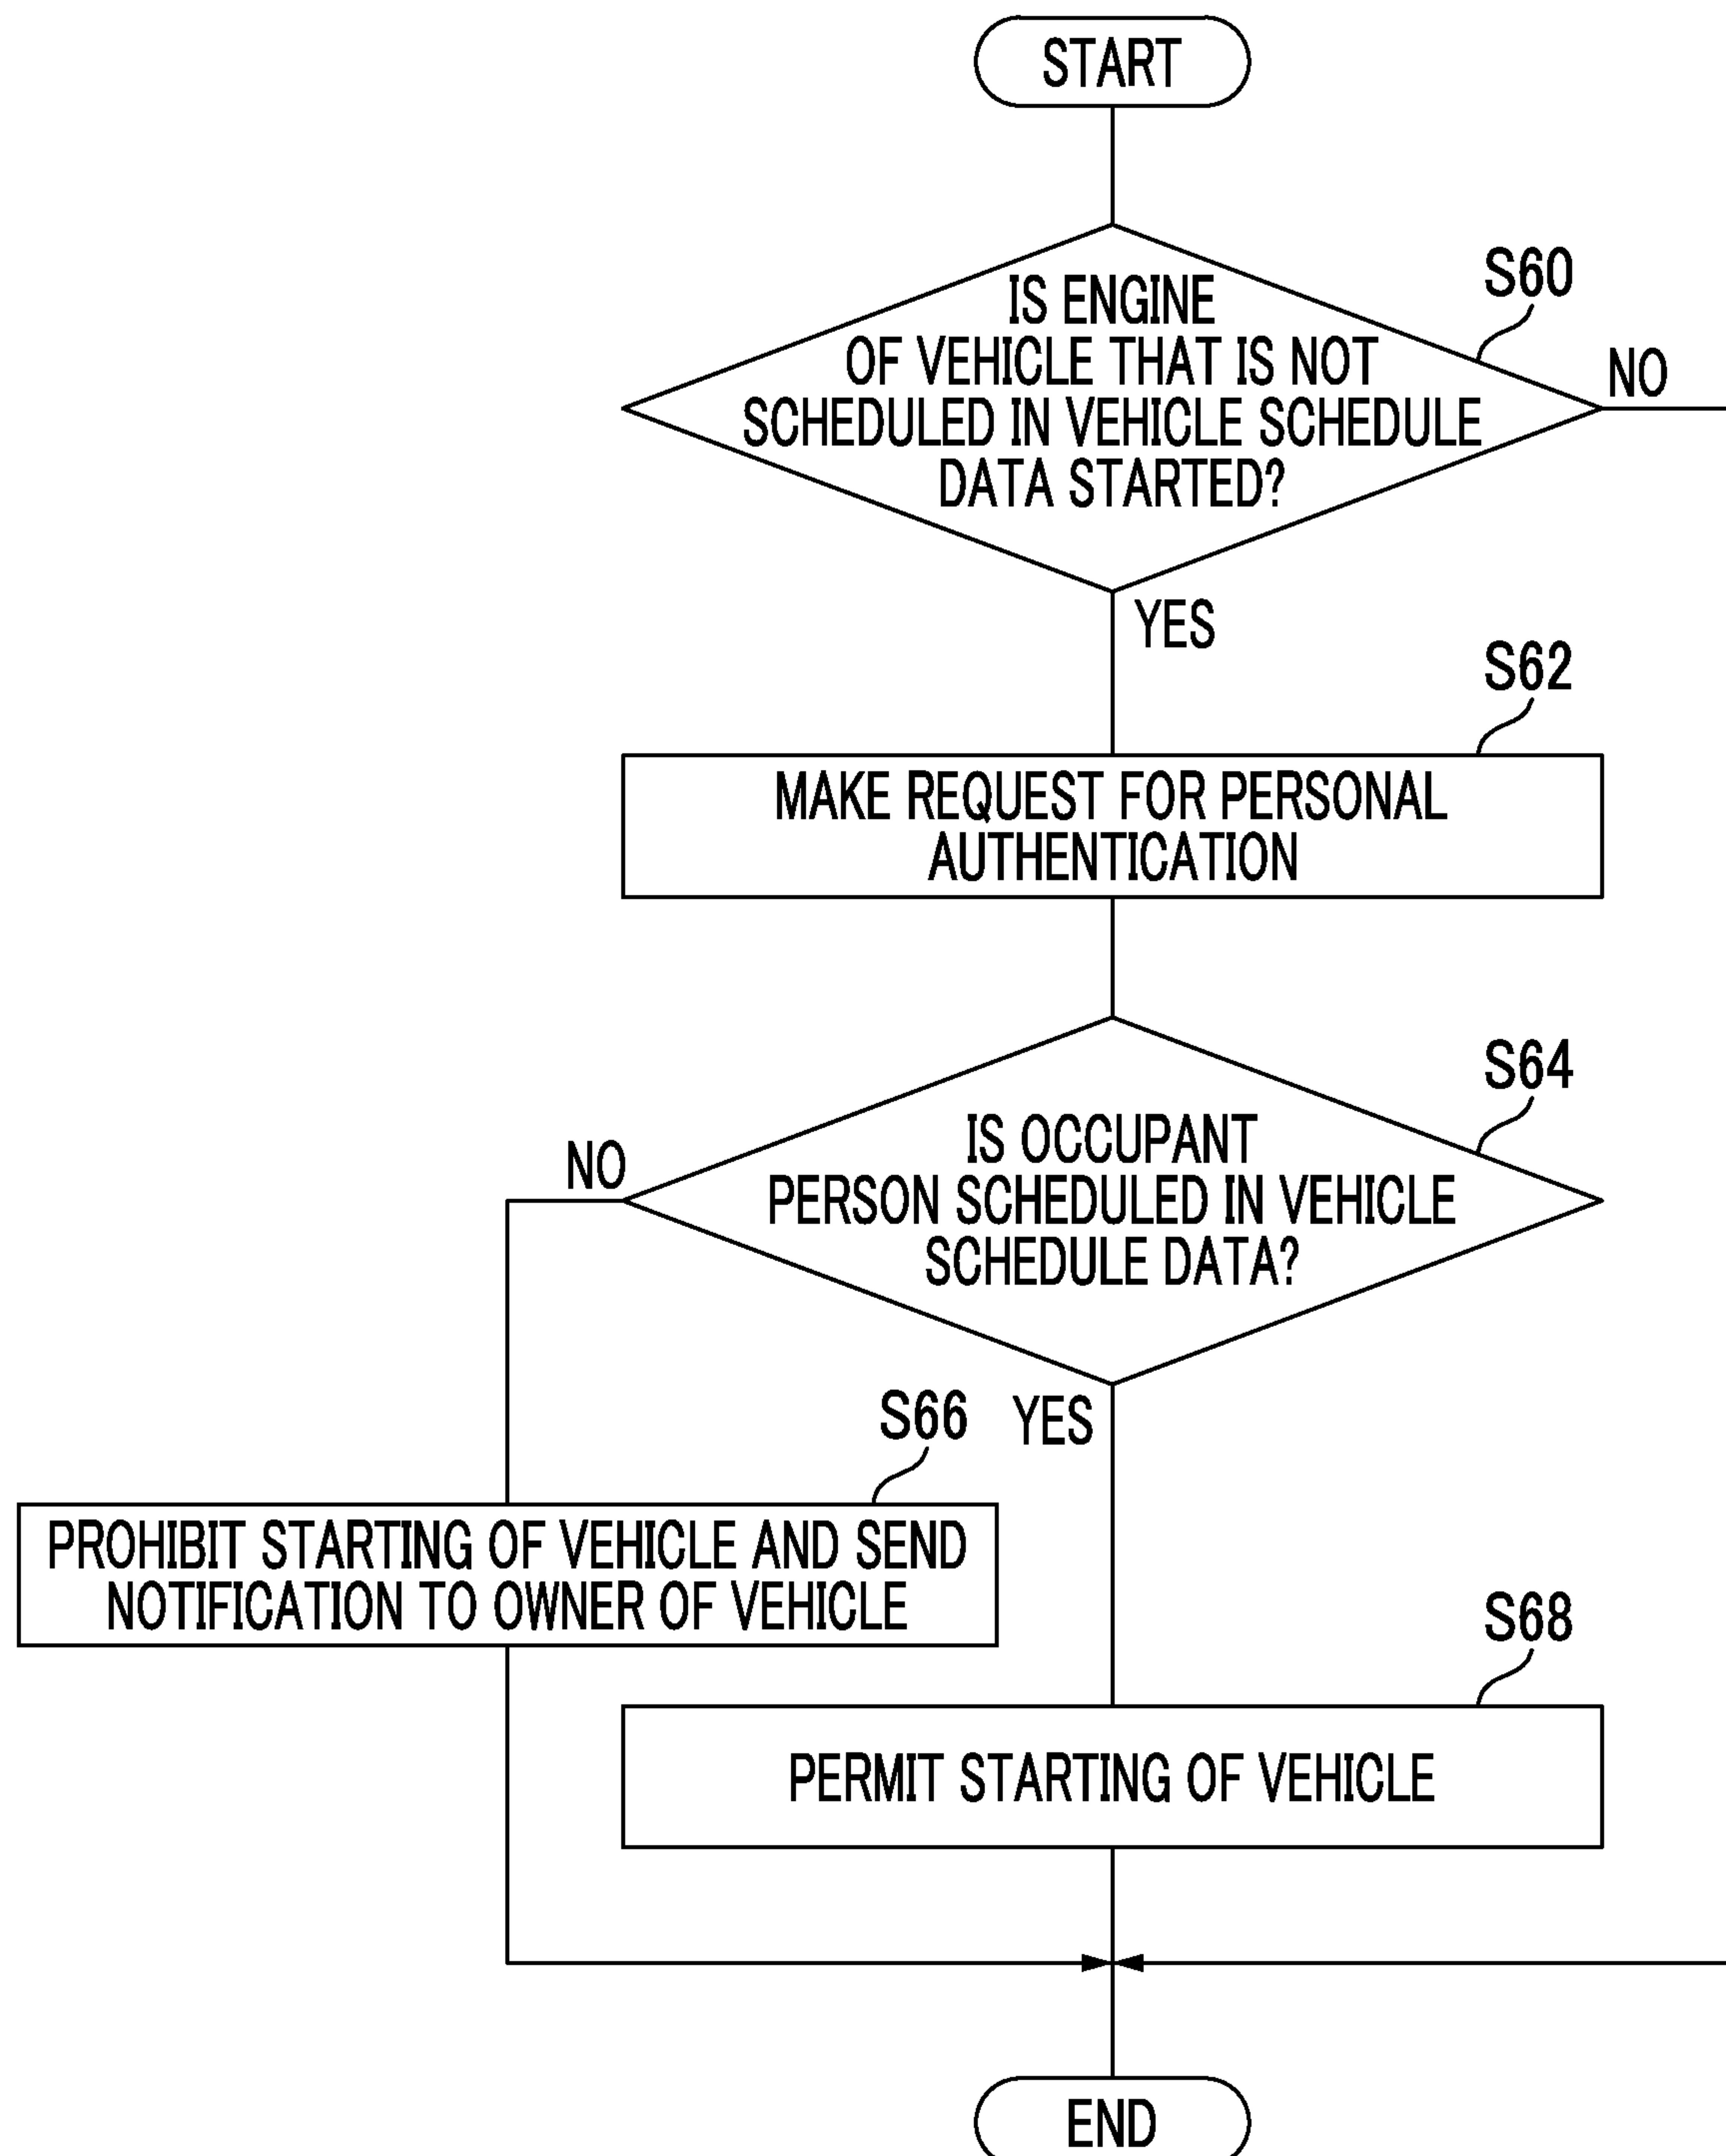 START
S60
IS ENGINE
OF VEHICLE THAT IS NOT
SCHEDULED IN VEHICLE SCHEDULE
DATA STARTED?
NO
YES
S62
MAKE REQUEST FOR PERSONAL
AUTHENTICATION
S64
IS OCCUPANT
PERSON SCHEDULED IN VEHICLE
SCHEDULE DATA?
NO
YES
S66
PROHIBIT STARTING OF VEHICLE AND SEND
NOTIFICATION TO OWNER OF VEHICLE
S68
PERMIT STARTING OF VEHICLE
END